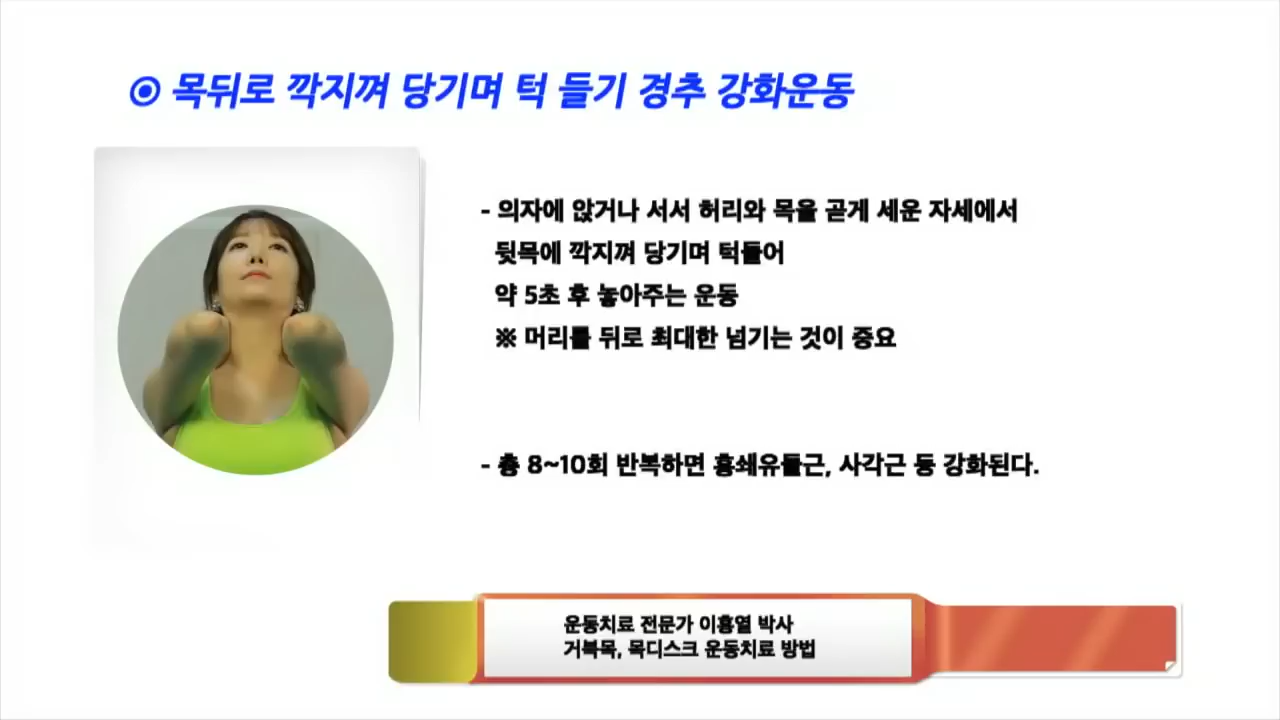 ◎ 목뒤로 깍지껴 당기며 턱 들기 경추 강화운동
- 의자에 앉거나 서서 허리와 목을 곧게 세운 자세에서
뒷목에 깍지껴 당기며 턱들어
약 5초 후 놓아주는 운동
※ 머리를 뒤로 최대한 넘기는 것이 중요
- 총 8~10회 반복하면 흉쇄유돌근, 사각근 등 강화된다.
운동치료 전문가 이홍열 박사
거북목, 목디스크 운동치료 방법